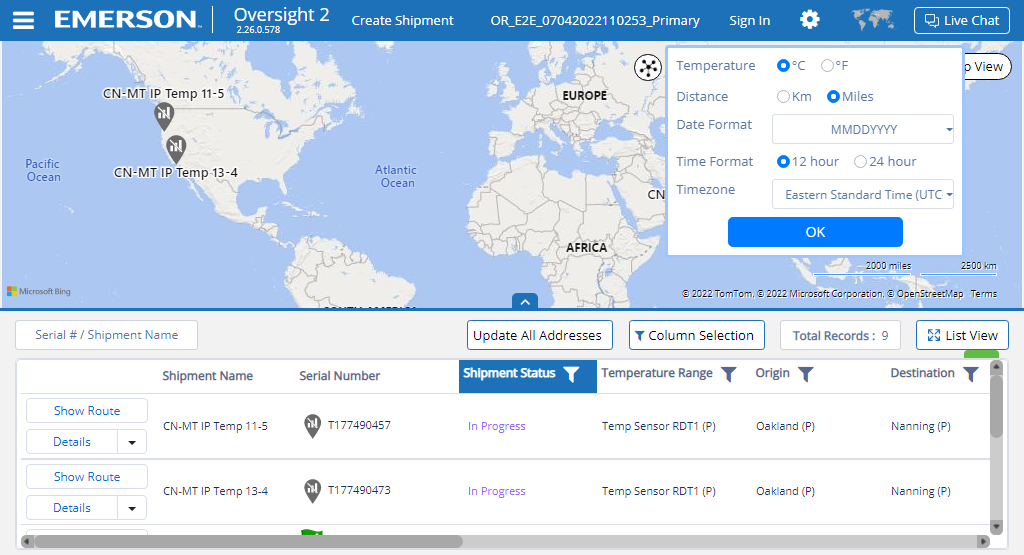 EMERSON
Oversight 2
2.26.0.578
Create Shipment
OR_E2E_07042022110253_Primary
Sign In
Live Chat
CN-MT IP Temp 11-5
CN-MT IP Temp 13-4
Pacific
Ocean
Atlantic
Ocean
EUROPE
AFRICA
CN
Temperature
°C
°F
p View
Distance
Km
Miles
Date Format
MMDDYYYY
Time Format
12 hour
24 hour
Timezone
Eastern Standard Time (UTC
OK
2000 miles
2500 km
Microsoft Bing
© 2022 TomTom, © 2022 Microsoft Corporation, © OpenStreetMap Terms
Serial # / Shipment Name
Update All Addresses
Column Selection
Total Records : 9
List View
Shipment Name
Serial Number
Shipment Status
Temperature Range
Origin
Destination
Show Route
Details
CN-MT IP Temp 11-5
T177490457
In Progress
Temp Sensor RDT1 (P)
Oakland (P)
Nanning (P)
Show Route
Details
CN-MT IP Temp 13-4
T177490473
In Progress
Temp Sensor RDT1 (P)
Oakland (P)
Nanning (P)